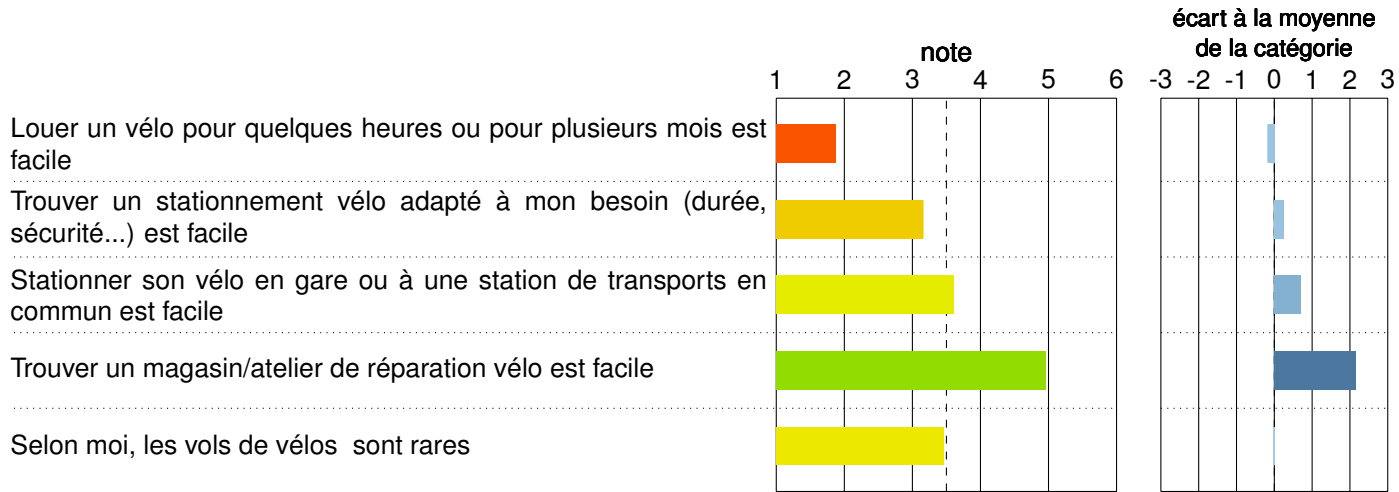 écart à la moyenne
note de la catégorie
1 2 3 4 5 6 -3 -2 -1 0 1 2 3
Louer un vélo pour quelques heures ou pour plusieurs mois est
facile
Trouver un stationnement vélo adapté à mon besoin (durée,
sécurité...) est facile
Stationner son vélo en gare ou à une station de transports en
commun est facile
Trouver un magasin/atelier de réparation vélo est facile
Selon moi, les vols de vélos sont rares